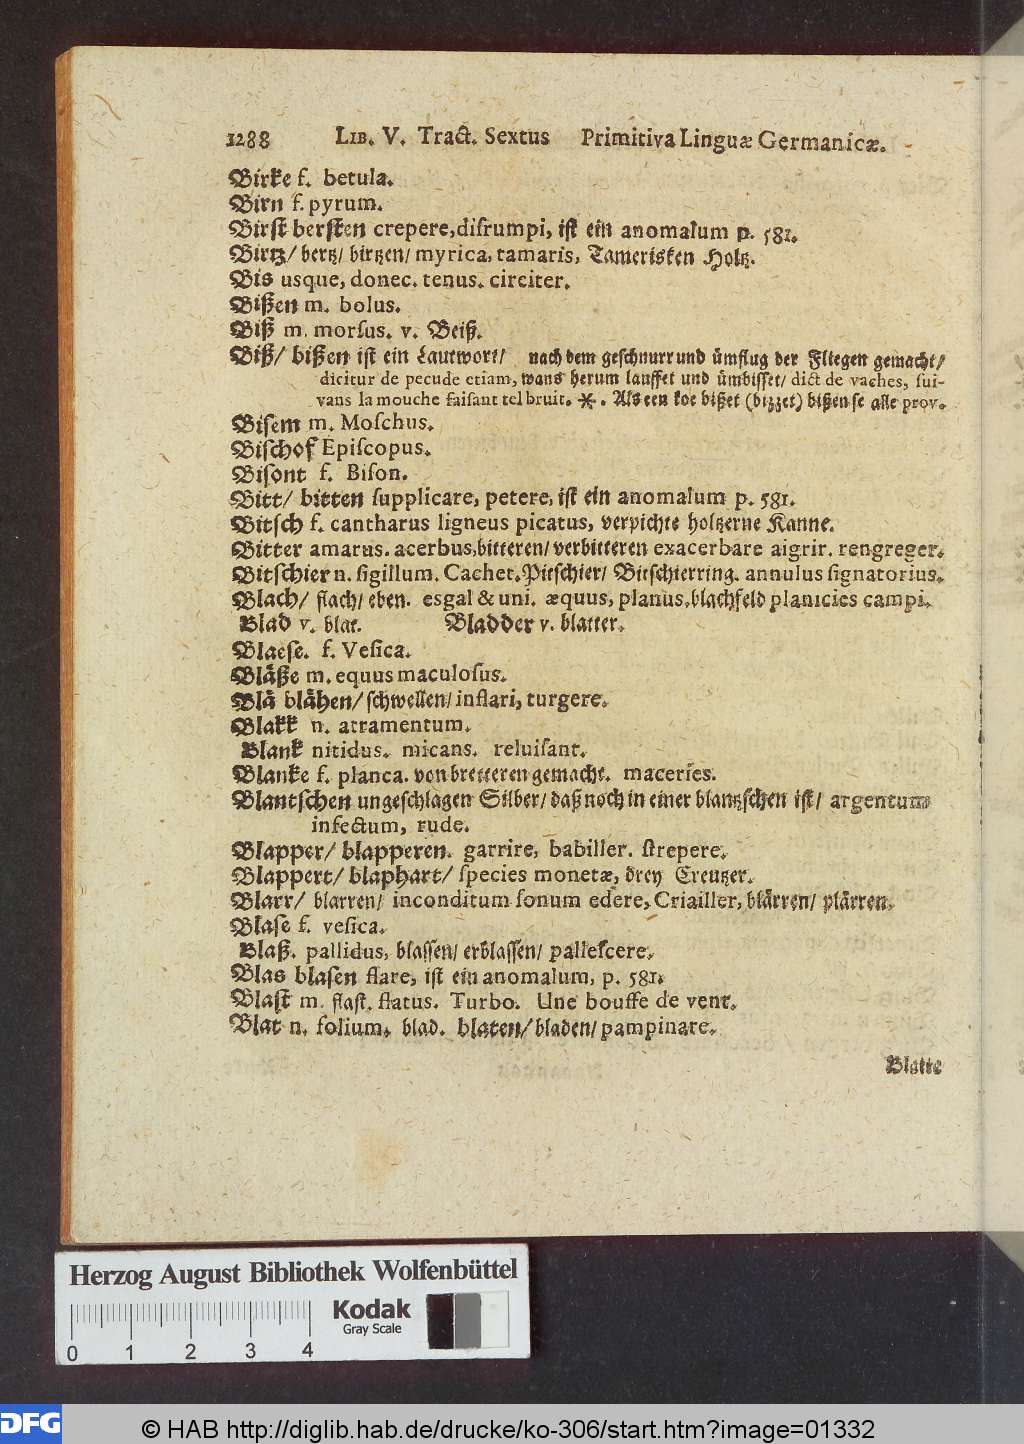 1288 LIB. V. Tract. Sextus Primitiva Linguæ Germanicæ.
Birke f. betula.
Birn f. pyrum.
Birſt berſten crepere, diſrumpi, iſt ein anomalum p. 581.
Birtz/ bertz/ birtzen/ myrica, tamaris, Tamerisken Holtz.
Bis usque, donec. tenus. circiter.
Bißen m. bolus.
Biß m. morſus. v. Beiß.
Biß/ bißen iſt ein Lautwort/ nach dem geſchnurr und ümflug der Fliegen gemacht/
dicitur de pecude etiam, wans herum lauffet und ümbiſſet/ dict de vaches, ſui-
vans la mouche faiſant tel bruit. * . Als een koe bißet (bizzet) bißen ſe alle prov.
Biſem m. Moſchus.
Biſchof Epiſcopus.
Biſont f. Biſon.
Bitt/ bitten ſupplicare, petere, iſt ein anomalum p. 581.
Bitſch f. cantharus ligneus picatus, verpichte holtzerne Kanne.
Bitter amarus. acerbus, bitteren/ verbitteren exacerbare aigrir. rengreger.
Bitſchier n. ſigillum. Cachet. Pitſchier/ Bitſchierring. annulus ſignatorius.
Blach/ flach/ eben. esgal & uni. æquus, planus, blachfeld planicies campi.
Blad v. blat. Bladder v. blatter.
Blaeſe. f. Veſica.
Bläße m. equus maculoſus.
Blä blähen/ ſchwellen/ inflari, turgere.
Blakk n. atramentum.
Blank nitidus. micans. reluiſant.
Blanke f. planca. von bretteren gemacht. maceries.
Blantſchen ungeſchlagen Silber/ daß noch in einer blantzſchen iſt/ argentum
infectum, rude.
Blapper/ blapperen. garrire, babiller. ſtrepere.
Blappert/ blaphart/ ſpecies monetæ, drey Creutzer.
Blarr/ blarren/ inconditum ſonum edere, Criailler, blärren/ plärren.
Blaſe f. veſica.
Blaß. pallidus, blaſſen/ erblaſſen/ palleſcere.
Blas blaſen flare, iſt ein anomalum, p. 581.
Blaſt m. flaſt. flatus. Turbo. Une bouffe de vent.
Blat n. folium. blad. blaten/ bladen/ pampinare.
Blatte
Herzog August Bibliothek Wolfenbüttel
Kodak
Gray Scale
0 1 2 3 4
DFG © HAB http://diglib.hab.de/drucke/ko-306/start.htm?image=01332